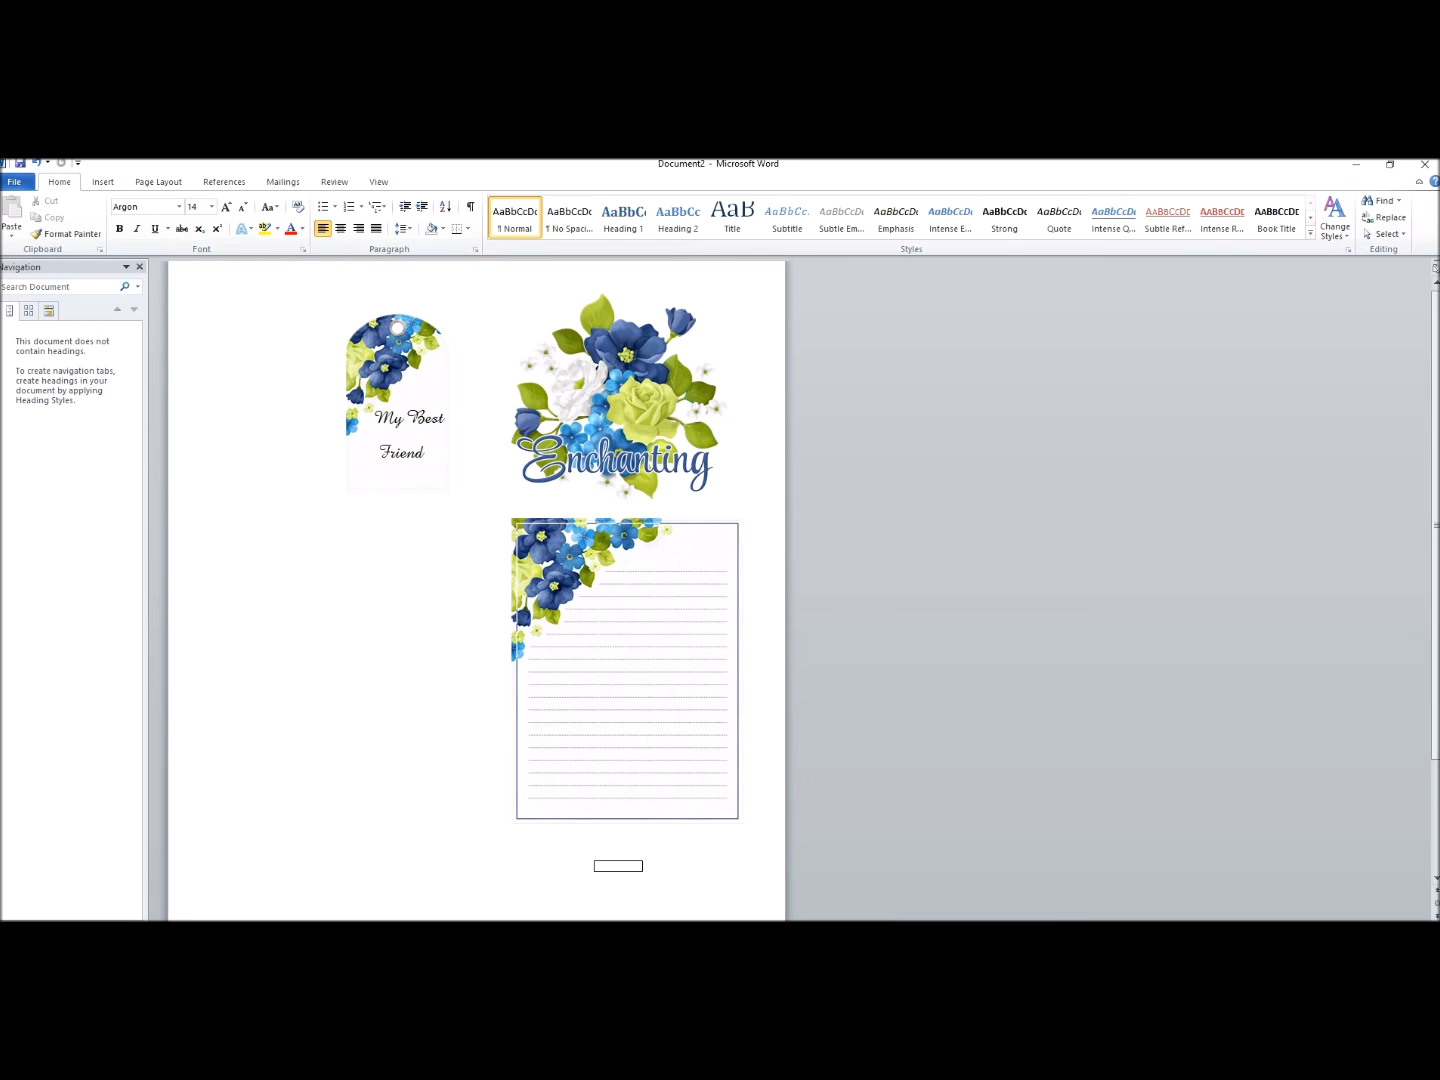 Document2 - Microsoft Word
File Home Insert Page Layout References Mailings Review View
Paste
Cut
Copy
Format Painter
Clipboard
Argon 14
Font
Paragraph
AaBbCcDc AaBbCcDc AaBbC AaBbCc AaB AaBbCc. AaBbCcDc AaBbCcDc AaBbCcDc AaBbCcDc AaBbCcDc AaBbCcDc AABBCCDE AABBCCDE AABBCCDE
¶ Normal ¶ No Spaci... Heading 1 Heading 2 Title Subtitle Subtle Em... Emphasis Intense E... Strong Quote Intense Q... Subtle Ref... Intense R... Book Title
Styles
Change
Styles
Find
Replace
Select
Editing
Navigation
Search Document
This document does not
contain headings.
To create navigation tabs,
create headings in your
document by applying
Heading Styles.
My Best
Friend
Enchanting